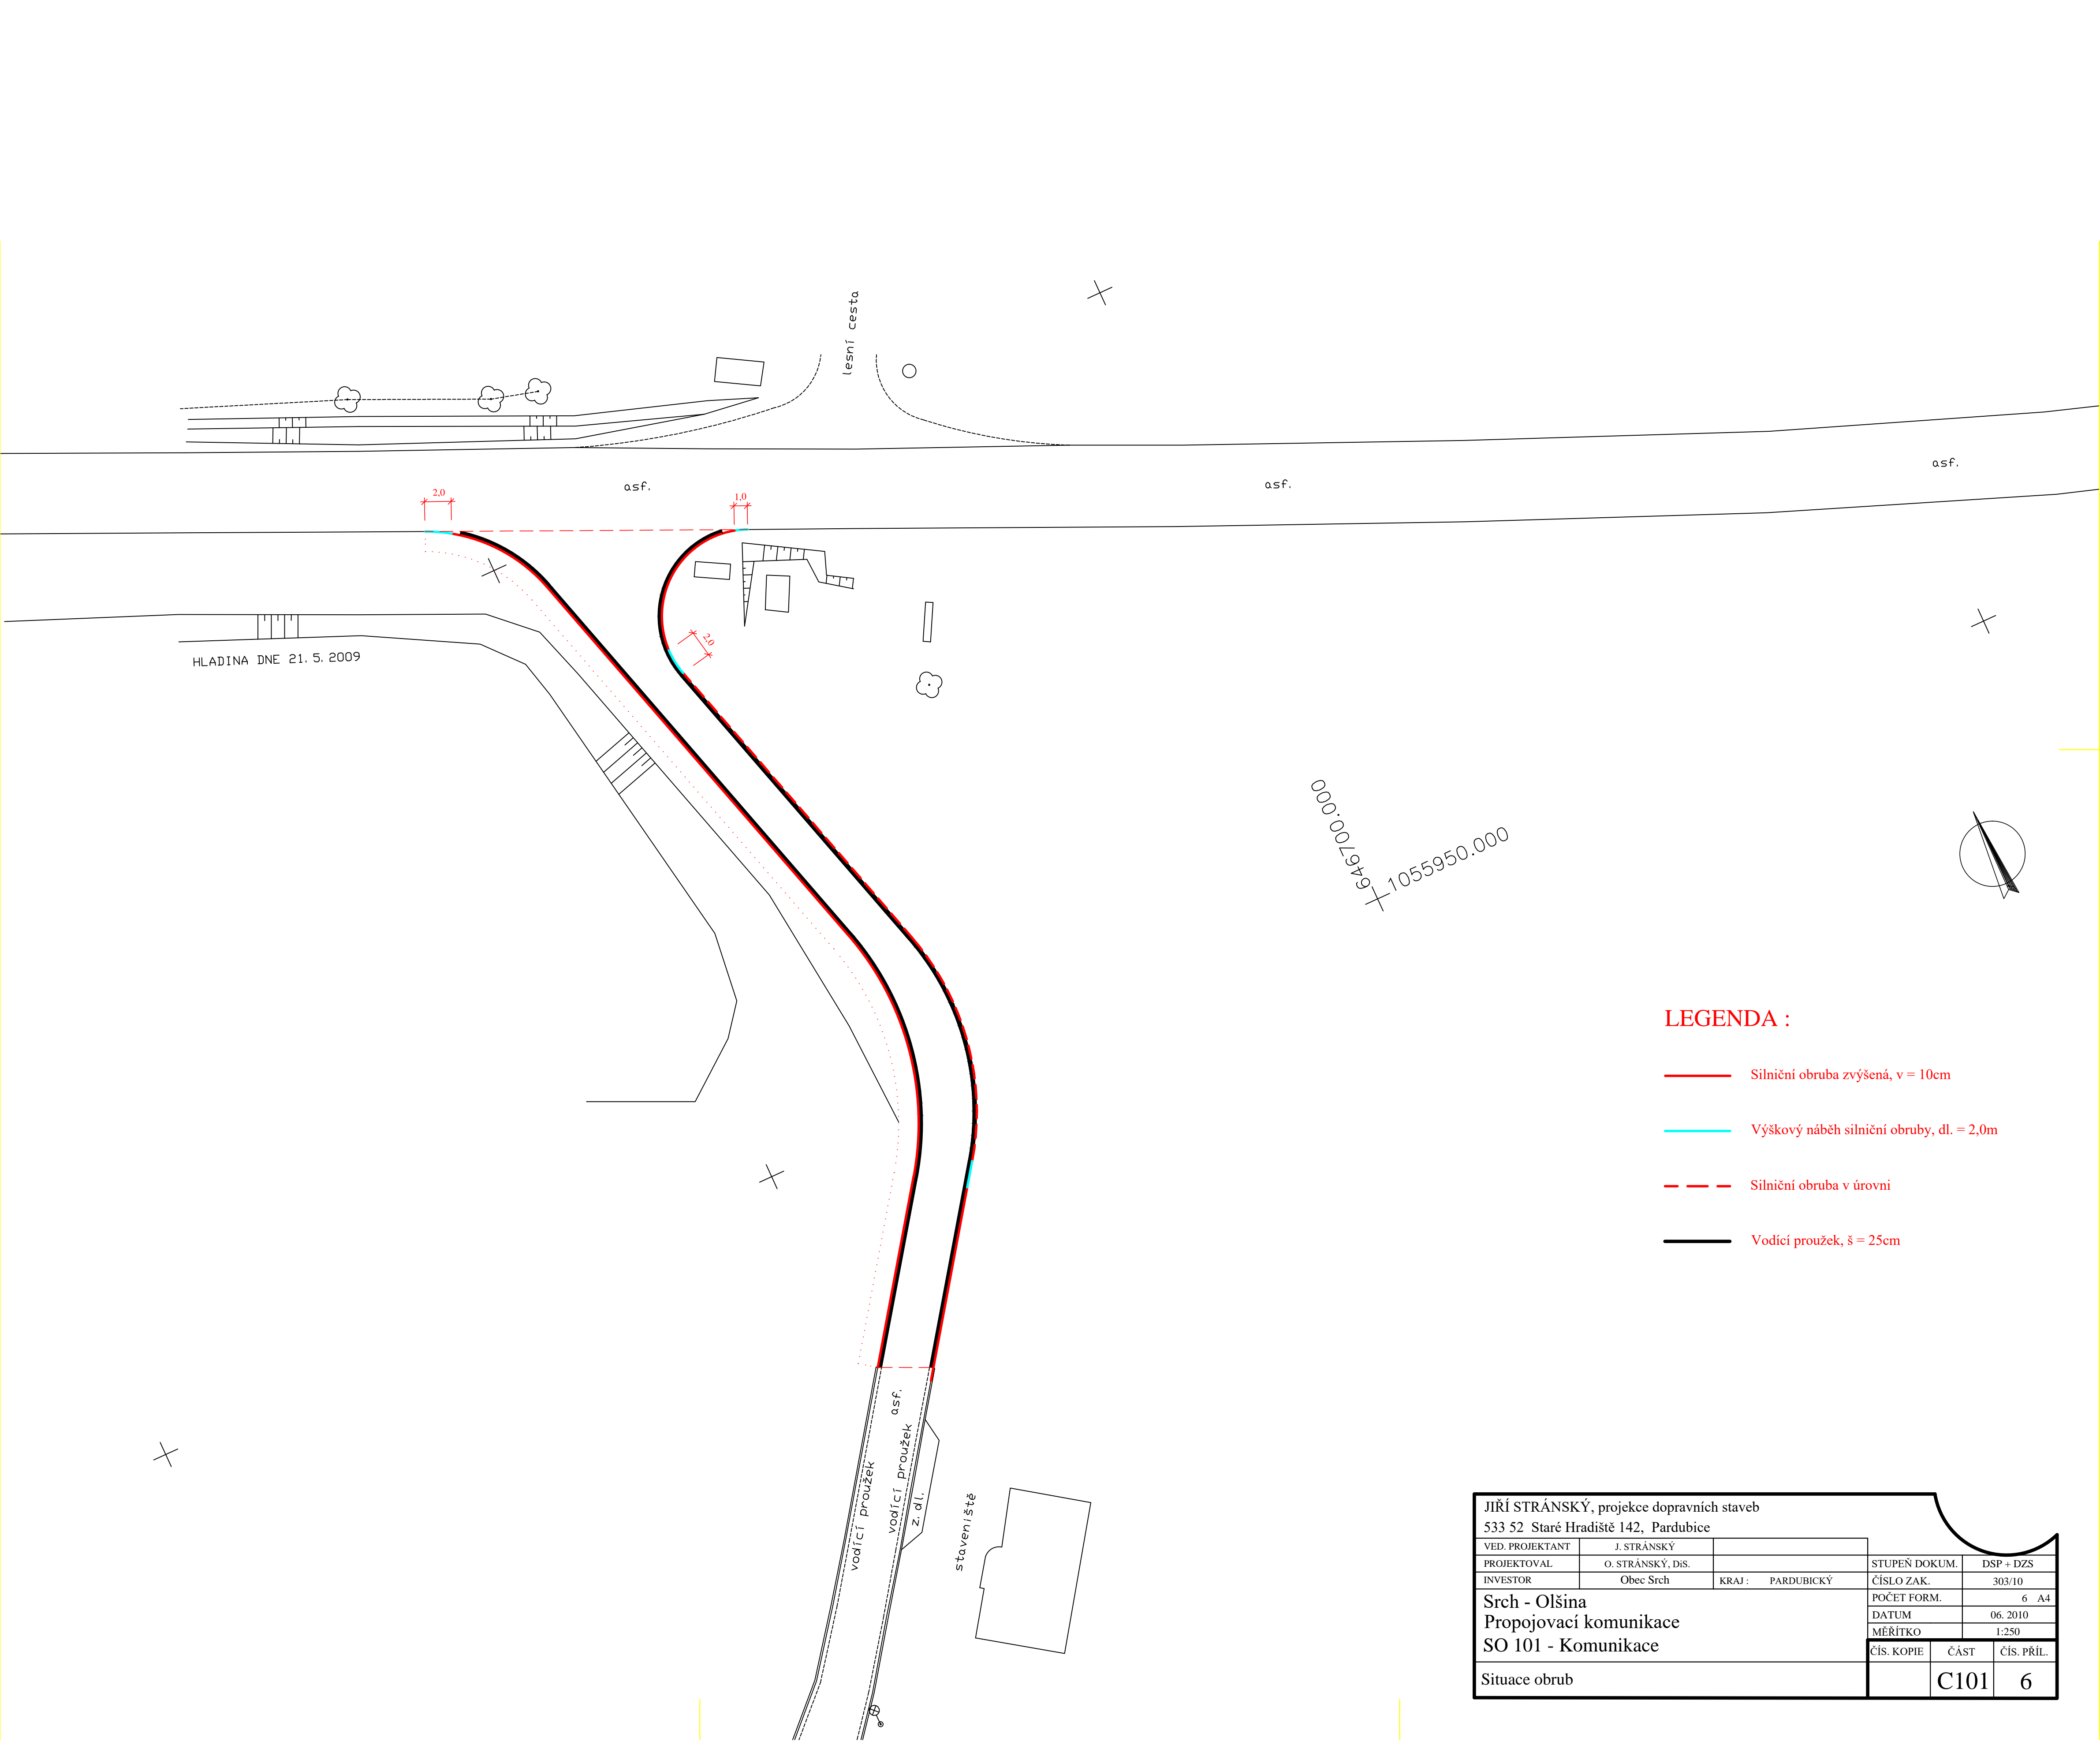 lesní cesta
asf.
asf.
asf.
2,0
1,0
2,0
HLADINA DNE 21.5.2009
646700.000
1055950.000
LEGENDA :
Silniční obruba zvýšená, v = 10cm
Výškový náběh silniční obruby, dl. = 2,0m
Silniční obruba v úrovni
Vodící proužek, š = 25cm
asf.
vodící proužek
vodící proužek
z. dl.
staveniště
JIŘÍ STRÁNSKÝ, projekce dopravních staveb
533 52 Staré Hradiště 142, Pardubice
VED. PROJEKTANT J. STRÁNSKÝ
PROJEKTOVAL O. STRÁNSKÝ, DiS. STUPEŇ DOKUM. DSP + DZS
INVESTOR Obec Srch KRAJ : PARDUBICKÝ ČÍSLO ZAK. 303/10
Srch - Olšina POČET FORM. 6 A4
Propojovací komunikace DATUM 06. 2010
SO 101 - Komunikace MĚŘÍTKO 1:250
ČÍS. KOPIE ČÁST ČÍS. PŘÍL.
Situace obrub C101 6